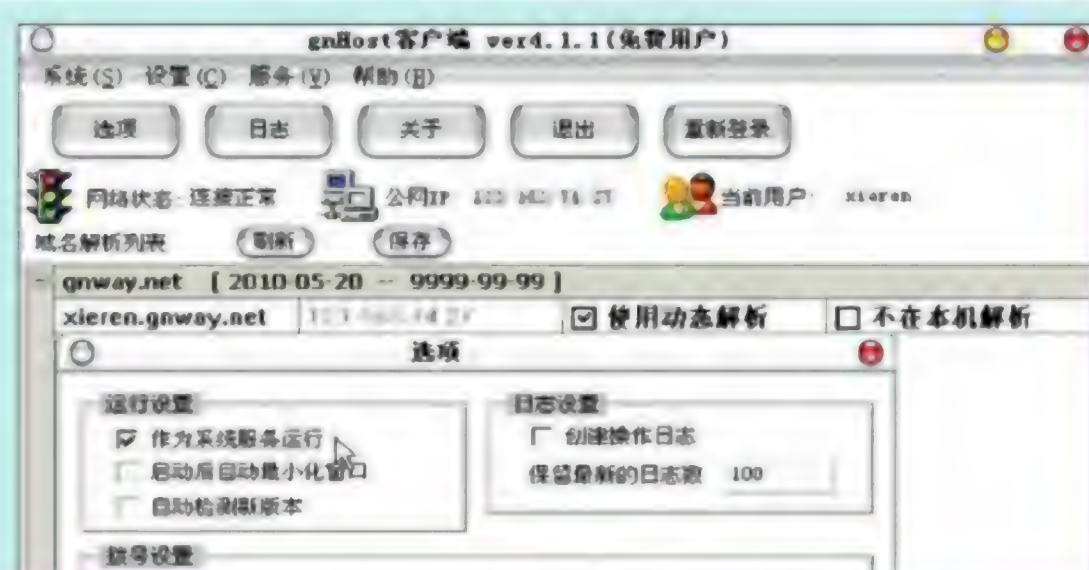 gnHost客户端 ver4.1.1(免费用户)
系统(S) 设置(C) 服务(V) 帮助(H)
选项 日志 关于 退出 重新登录
网络状态: 连接正常 公网IP 当前用户: xieren
域名解析列表 刷新 保存
gnway.net [ 2010-05-20 -- 9999-99-99 ]
xieren.gnway.net 使用动态解析 不在本机解析
选项
运行设置 日志设置
作为系统服务运行 创建操作日志
启动后自动最小化窗口 保留最新的日志数 100
自动检测新版本
拨号设置